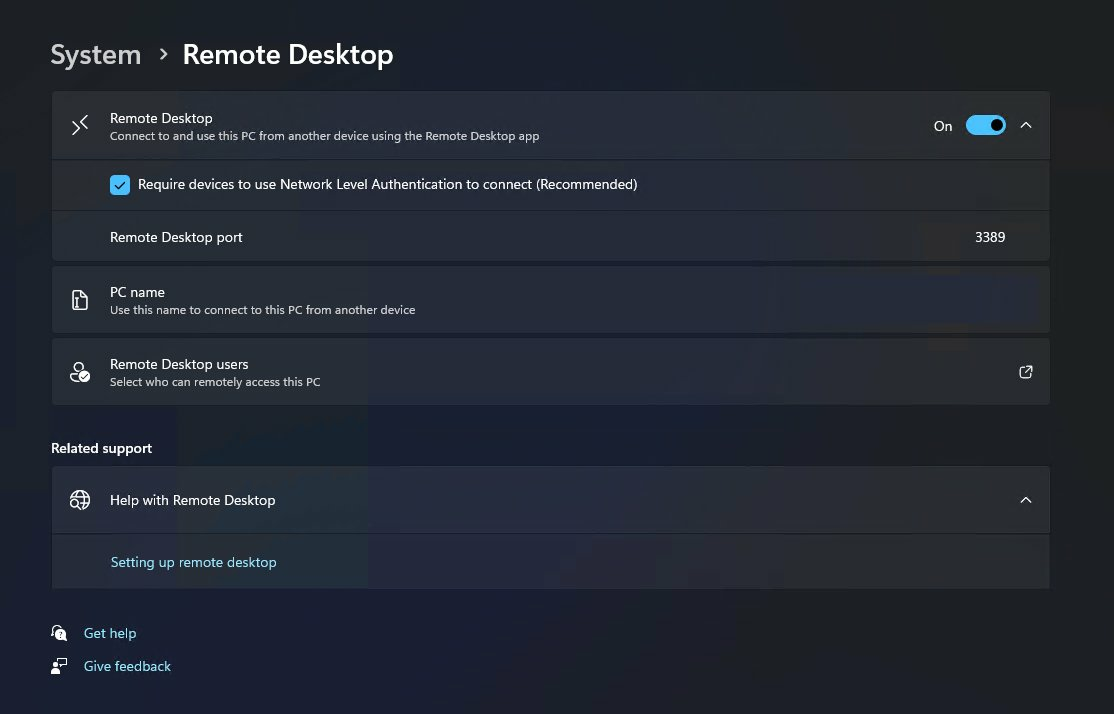 System > Remote Desktop
Remote Desktop
Connect to and use this PC from another device using the Remote Desktop app
On
Require devices to use Network Level Authentication to connect (Recommended)
Remote Desktop port
3389
PC name
Use this name to connect to this PC from another device
Remote Desktop users
Select who can remotely access this PC
Related support
Help with Remote Desktop
Setting up remote desktop
Get help
Give feedback